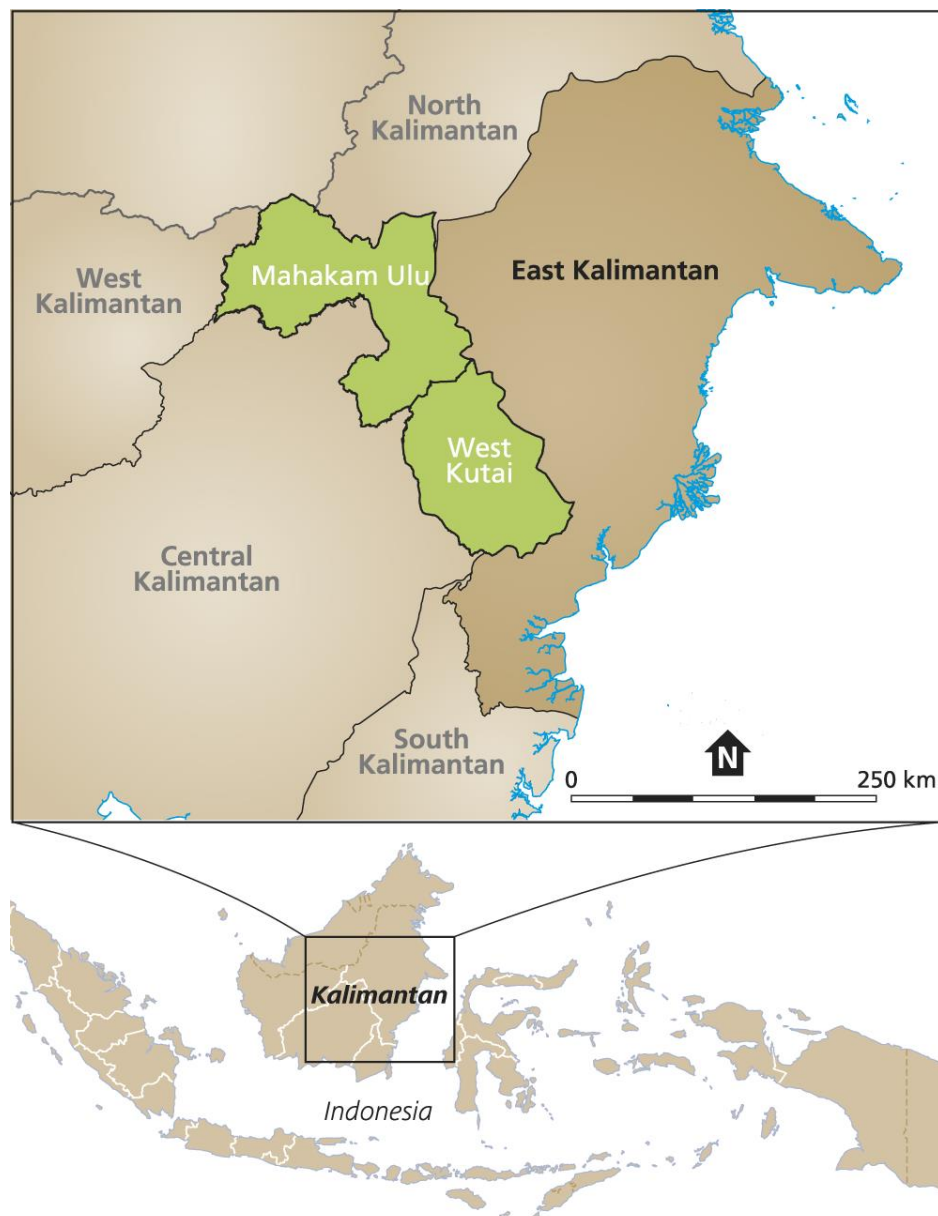 North
Kalimantan
West
Kalimantan
Mahakam Ulu
East Kalimantan
West
Kutai
Central
Kalimantan
South
Kalimantan
N
0 250 km
Kalimantan
Indonesia